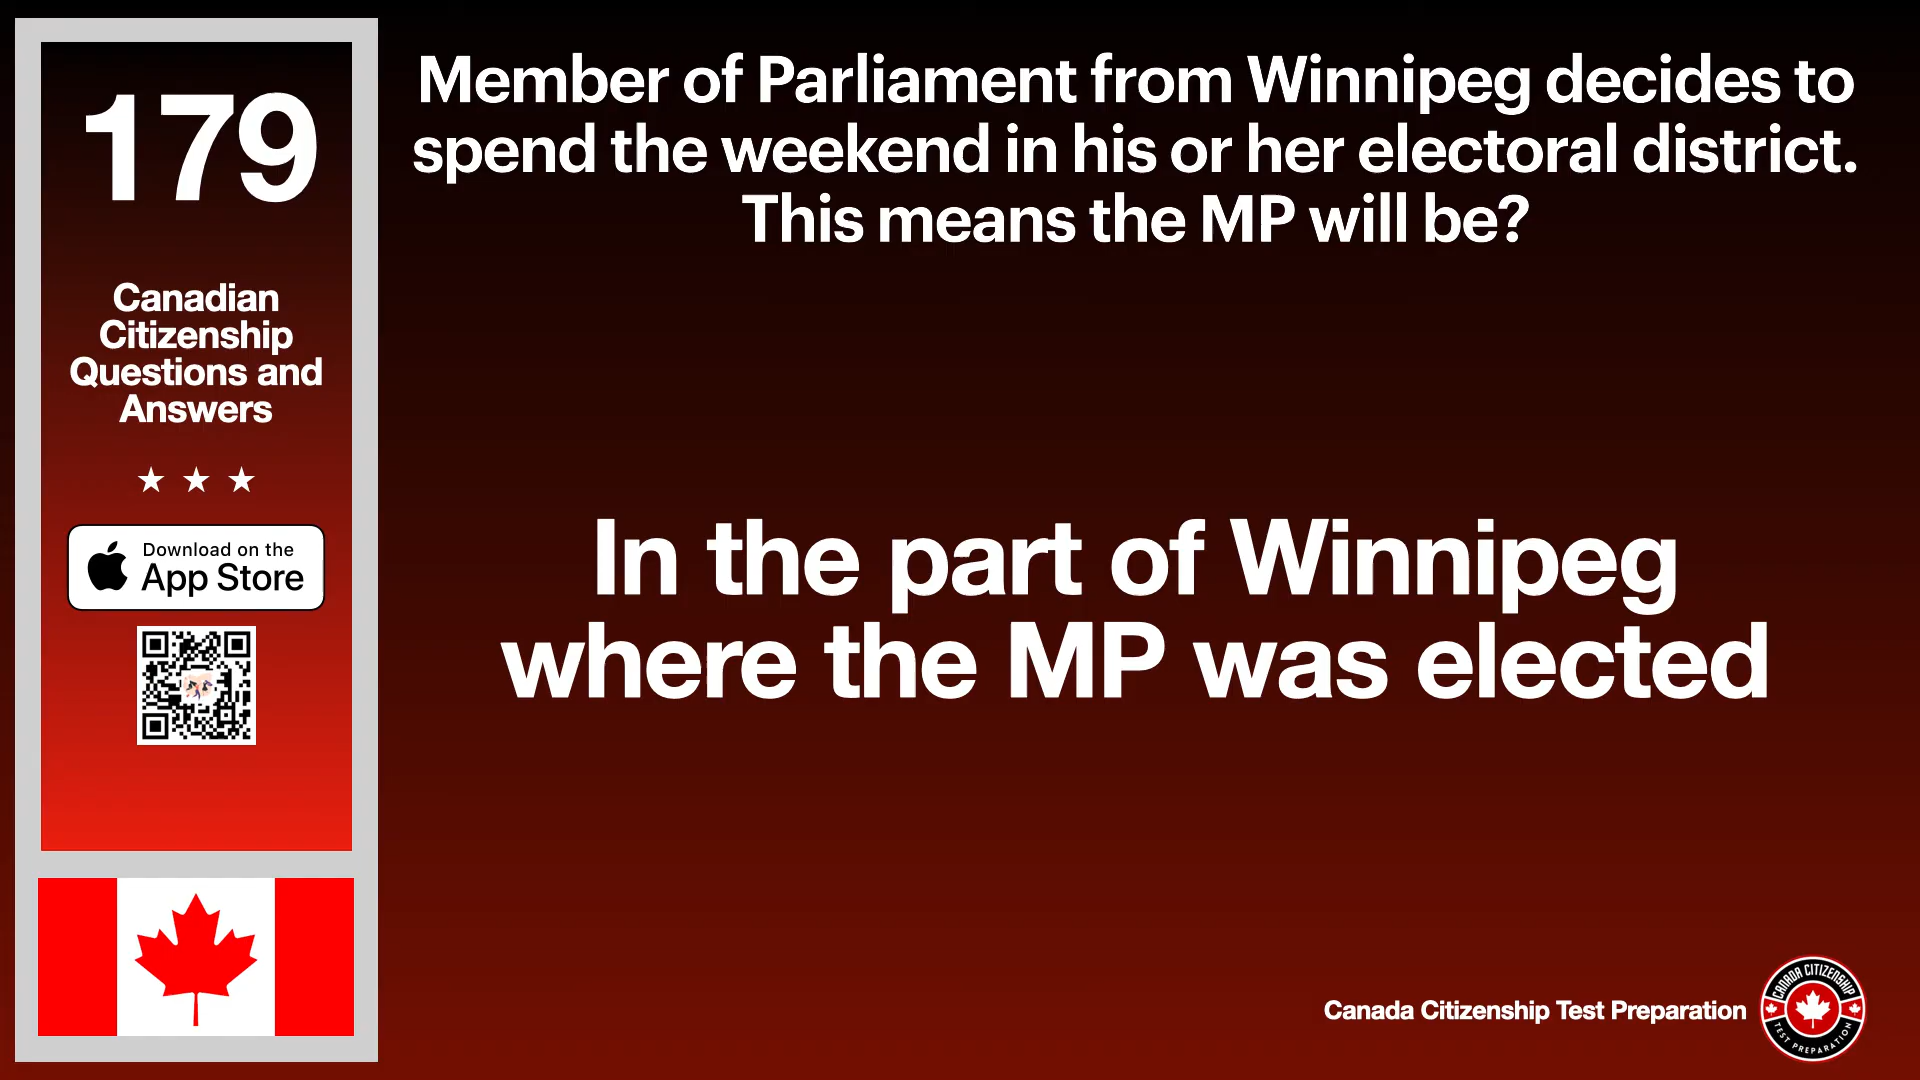 179
Canadian
Citizenship
Questions and
Answers
Download on the
App Store
Member of Parliament from Winnipeg decides to
spend the weekend in his or her electoral district.
This means the MP will be?
In the part of Winnipeg
where the MP was elected
Canada Citizenship Test Preparation
CANADA CITIZENSHIP
TEST PREPARATION